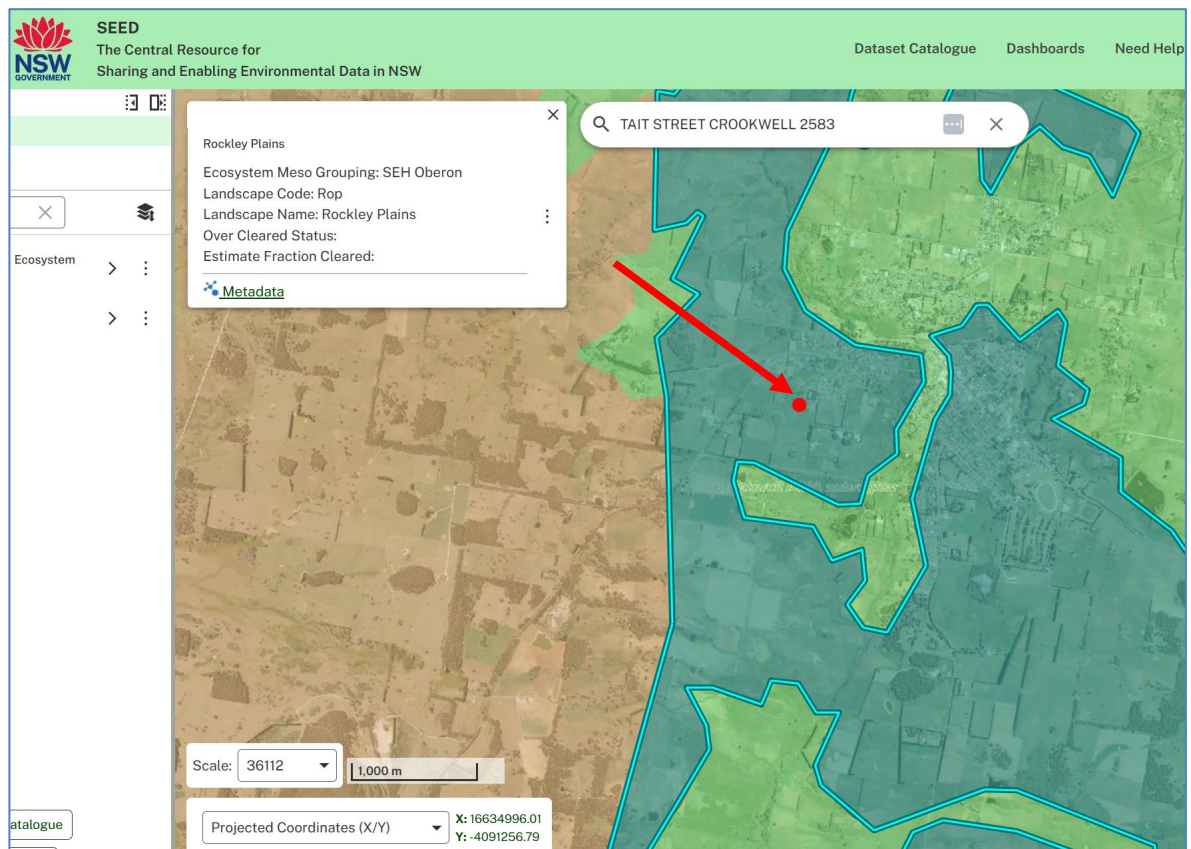 SEED
The Central Resource for
Sharing and Enabling Environmental Data in NSW
NSW
GOVERNMENT
Dataset Catalogue
Dashboards
Need Help
TAIT STREET CROOKWELL 2583
Rockley Plains
Ecosystem Meso Grouping: SEH Oberon
Landscape Code: Rop
Landscape Name: Rockley Plains
Over Cleared Status:
Estimate Fraction Cleared:
Metadata
Ecosystem
Scale:
36112
1,000 m
Projected Coordinates (X/Y)
X: 16634996.01
Y: -4091256.79
atalogue